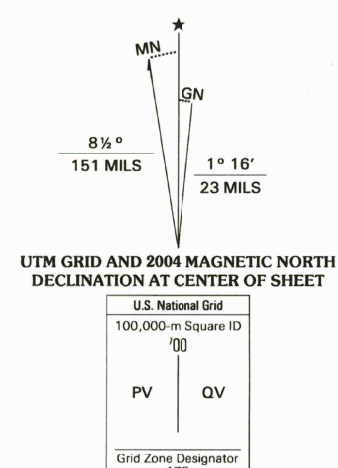 ★
MN
GN
8½ °
151 MILS
1° 16′
23 MILS
UTM GRID AND 2004 MAGNETIC NORTH
DECLINATION AT CENTER OF SHEET
U.S. National Grid
100,000-m Square ID
⁷00
PV
QV
Grid Zone Designator